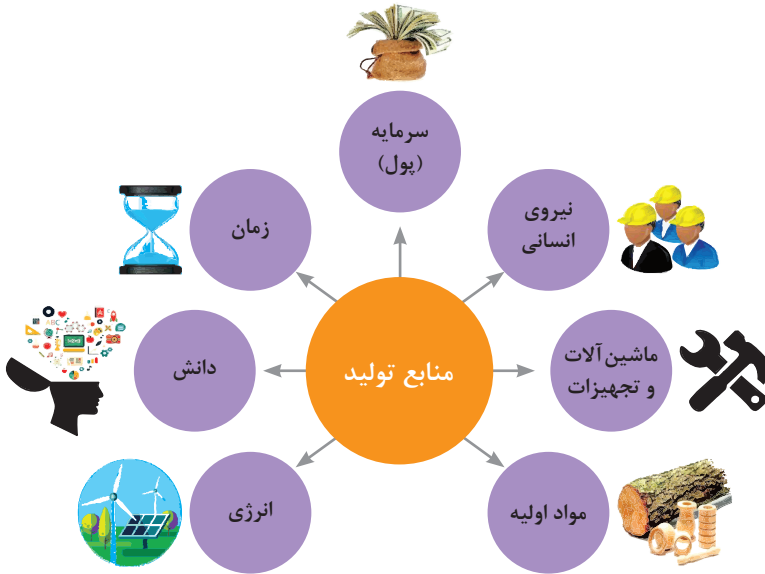 سرمایه
(پول)
نیروی
انسانی
زمان
ماشین‌آلات
و تجهیزات
منابع تولید
دانش
مواد اولیه
انرژی